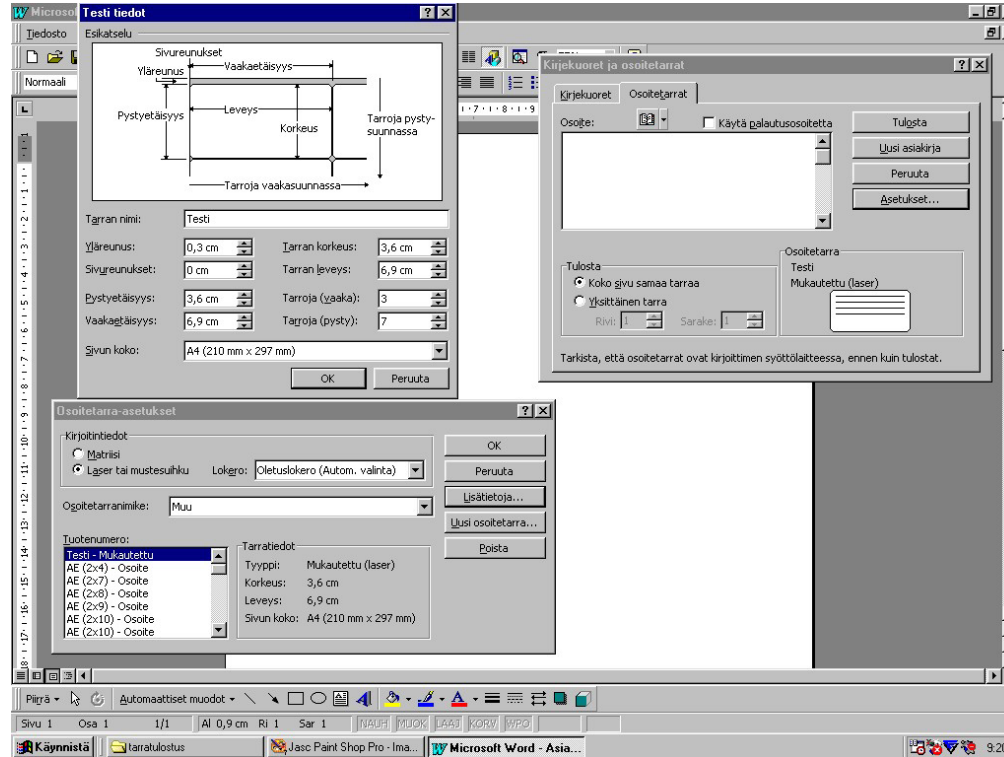 Microsof
Testi tiedot
Tiedosto
Esikatselu
Sivureunukset
Yläreunus
Vaakaetäisyys
Pystyetäisyys
Leveys
Korkeus
Tarroja pysty-
suunnassa
Tarroja vaakasuunnassa
Tarran nimi: Testi
Yläreunus: 0,3 cm Tarran korkeus: 3,6 cm
Sivureunukset: 0 cm Tarran leveys: 6,9 cm
Pystyetäisyys: 3,6 cm Tarroja (vaaka): 3
Vaakaetäisyys: 6,9 cm Tarroja (pysty): 7
Sivun koko: A4 (210 mm x 297 mm)
OK Peruuta
Normaali
Kirjekuoret ja osoitetarrat
Kirjekuoret Osoitetarrat
Osoite: Käytä palautusosoitetta
Tulosta
Uusi asiakirja
Peruuta
Asetukset...
Tulosta
Koko sivu samaa tarraa
Yksittäinen tarra
Rivi: 1 Sarake: 1
Osoitetarra
Testi
Mukautettu (laser)
Tarkista, että osoitetarrat ovat kirjoittimen syöttölaitteessa, ennen kuin tulostat.
Osoitetarra-asetukset
Kirjoitintiedot
Matriisi
Laser tai mustesuihku Lokero: Oletuslokero (Autom. valinta)
Osoitetarranimike: Muu
OK
Peruuta
Lisätietoja...
Uusi osoitetarra...
Poista
Tuotenumero:
Testi - Mukautettu
AE (2x4) - Osoite
AE (2x7) - Osoite
AE (2x8) - Osoite
AE (2x9) - Osoite
AE (2x10) - Osoite
AE (2x10) - Osoite
Tarratiedot
Tyyppi: Mukautettu (laser)
Korkeus: 3,6 cm
Leveys: 6,9 cm
Sivun koko: A4 (210 mm x 297 mm)
Piirrä Automaattiset muodot
Sivu 1 Osa 1 1/1 Al 0,9 cm Ri 1 Sar 1 NAUH MUOK LAAJ KORV WPO
Käynnistä tarratulostus Jasc Paint Shop Pro - Ima... Microsoft Word - Asia... 9:20